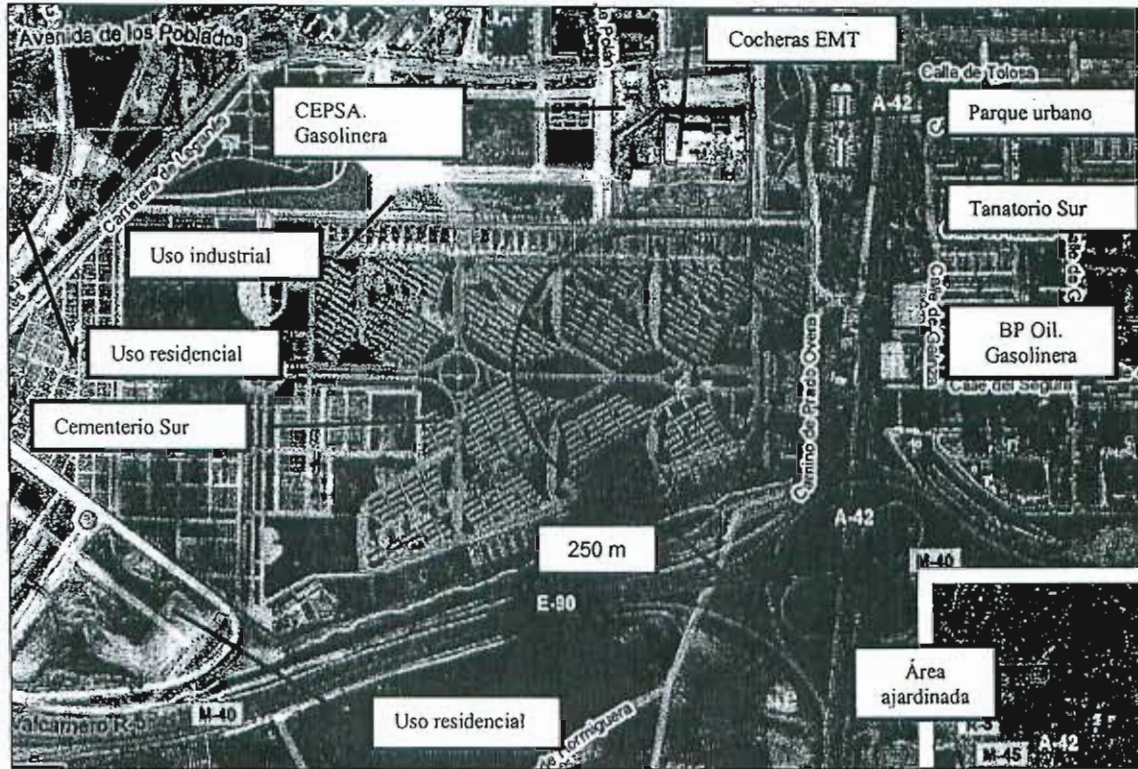 Avenida de los Poblados
Cocheras EMT
Calle de Tolosa
CEPSA.
Gasolinera
A-42
Parque urbano
Carretera de Leganés
Tanatorio Sur
Uso industrial
BP Oil.
Gasolinera
Uso residencial
Camino de Prado Overa
Cementerio Sur
A-42
250 m
M-40
E-90
Área
ajardinada
Uso residencial
M-40
A-42
M-45